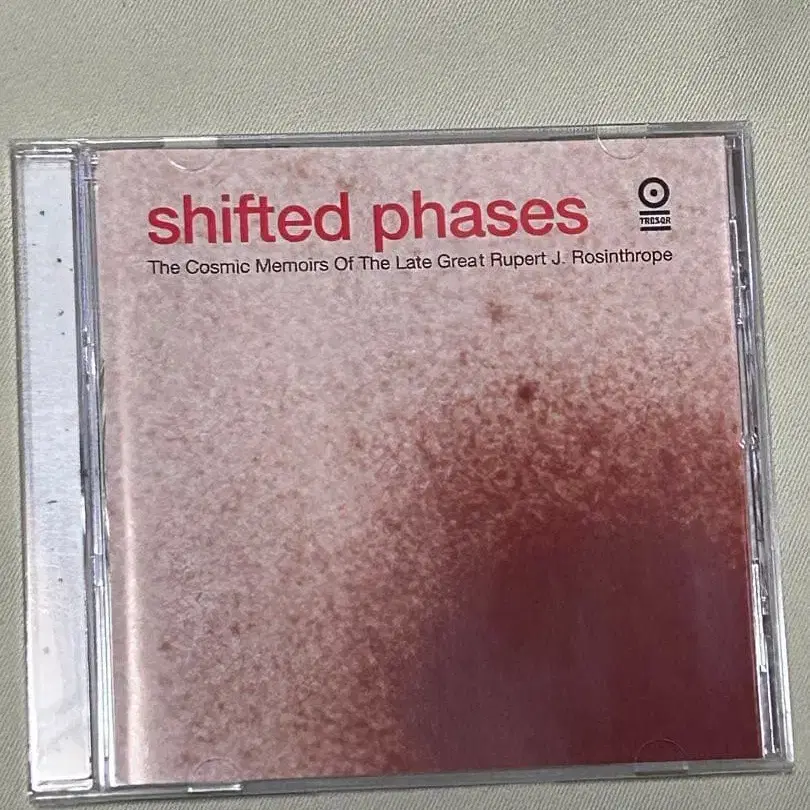 shifted phases
TRESOR
The Cosmic Memoirs Of The Late Great Rupert J. Rosinthrope